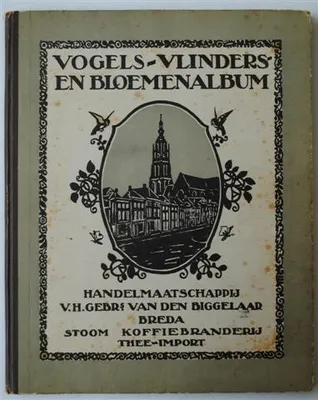 VOGELS-VLINDERS-
EN BLOEMENALBUM
HANDELMAATSCHAPPIJ
V.H. GEBRS VAN DEN BIGGELAAR
BREDA
STOOM KOFFIEBRANDERIJ
THEE-IMPORT